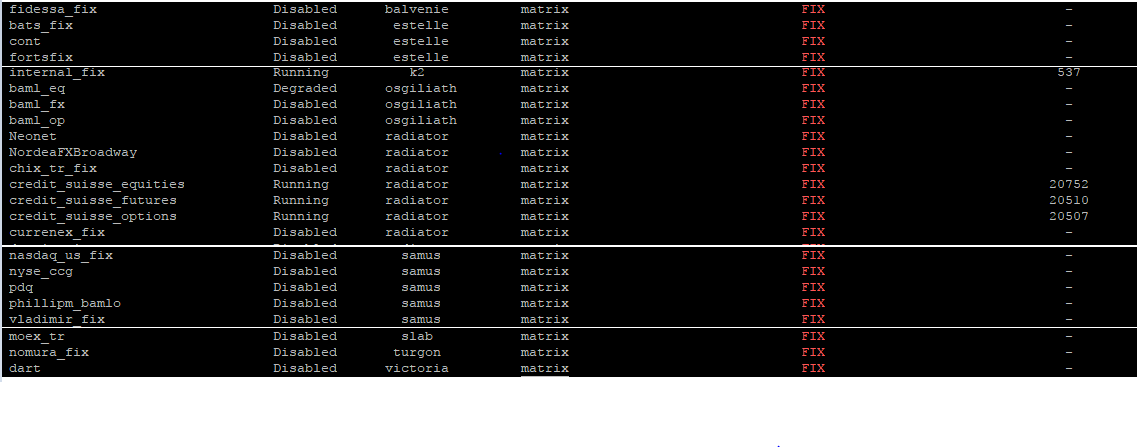 fidessa_fix Disabled balvenie matrix FIX -
bats_fix Disabled estelle matrix FIX -
cont Disabled estelle matrix FIX -
fortsfix Disabled estelle matrix FIX -
internal_fix Running k2 matrix FIX 537
baml_eq Degraded osgiliath matrix FIX -
baml_fx Disabled osgiliath matrix FIX -
baml_op Disabled osgiliath matrix FIX -
Neonet Disabled radiator matrix FIX -
NordeaFXBroadway Disabled radiator matrix FIX -
chix_tr_fix Disabled radiator matrix FIX -
credit_suisse_equities Running radiator matrix FIX 20752
credit_suisse_futures Running radiator matrix FIX 20510
credit_suisse_options Running radiator matrix FIX 20507
currenex_fix Disabled radiator matrix FIX -
nasdaq_us_fix Disabled samus matrix FIX -
nyse_ccg Disabled samus matrix FIX -
pdq Disabled samus matrix FIX -
phillipm_bamlo Disabled samus matrix FIX -
vladimir_fix Disabled samus matrix FIX -
moex_tr Disabled slab matrix FIX -
nomura_fix Disabled turgon matrix FIX -
dart Disabled victoria matrix FIX -